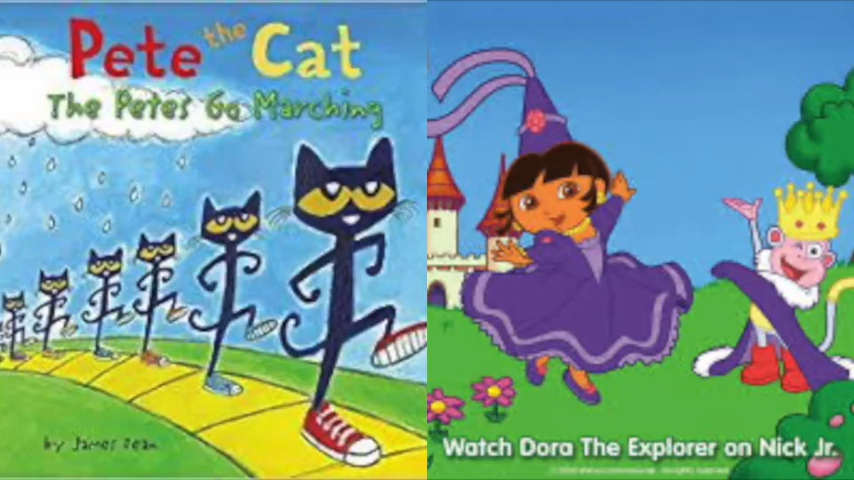 Pete the Cat
The Petes Go Marching
by James Dean
Watch Dora The Explorer on Nick Jr.